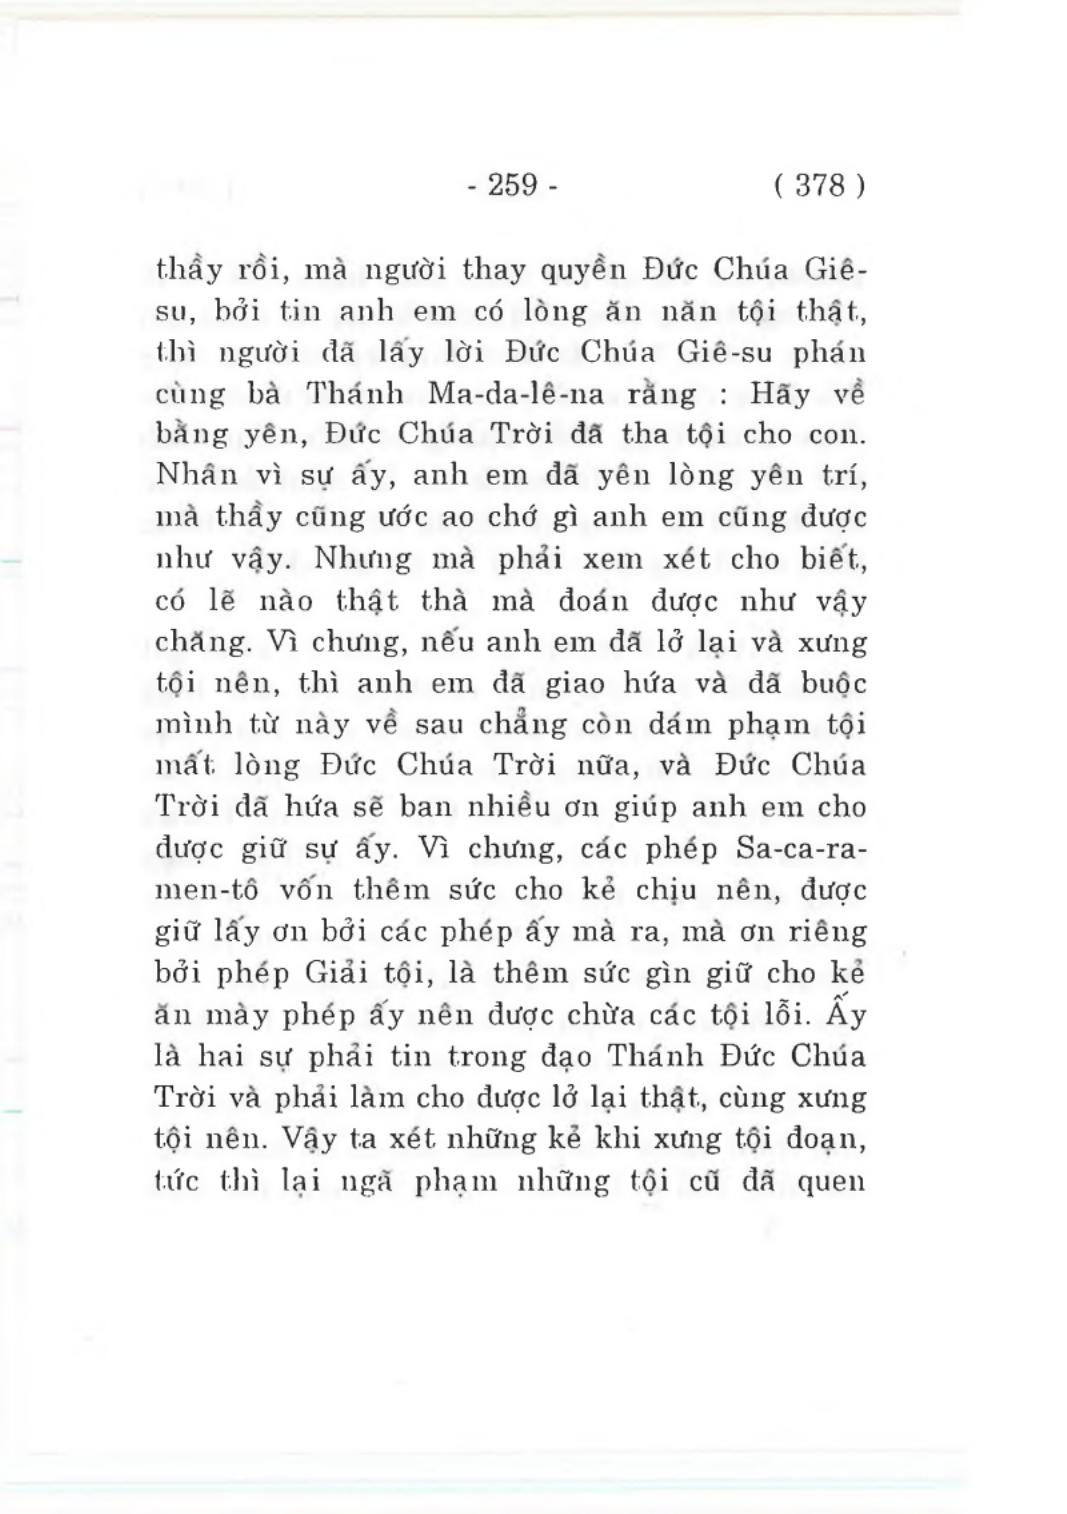 - 259 - ( 378 )
thầy rồi, mà người thay quyền Đức Chúa Giê-
su, bởi tin anh em có lòng ăn năn tội thật,
thì người đã lấy lời Đức Chúa Giê-su phán
cùng bà Thánh Ma-da-lê-na rằng : Hãy về
bằng yên, Đức Chúa Trời đã tha tội cho con.
Nhân vì sự ấy, anh em đã yên lòng yên trí,
mà thầy cũng ước ao chớ gì anh em cũng được
như vậy. Nhưng mà phải xem xét cho biết,
có lẽ nào thật thà mà đoán được như vậy
chăng. Vì chưng, nếu anh em đã lở lại và xưng
tội nên, thì anh em đã giao hứa và đã buộc
mình từ này về sau chẳng còn dám phạm tội
mất lòng Đức Chúa Trời nữa, và Đức Chúa
Trời đã hứa sẽ ban nhiều ơn giúp anh em cho
được giữ sự ấy. Vì chưng, các phép Sa-ca-ra-
men-tô vốn thêm sức cho kẻ chịu nên, được
giữ lấy ơn bởi các phép ấy mà ra, mà ơn riêng
bởi phép Giải tội, là thêm sức gìn giữ cho kẻ
ăn mày phép ấy nên được chừa các tội lỗi. Ấy
là hai sự phải tin trong đạo Thánh Đức Chúa
Trời và phải làm cho được lở lại thật, cùng xưng
tội nên. Vậy ta xét những kẻ khi xưng tội đoạn,
tức thì lại ngã phạm những tội cũ đã quen